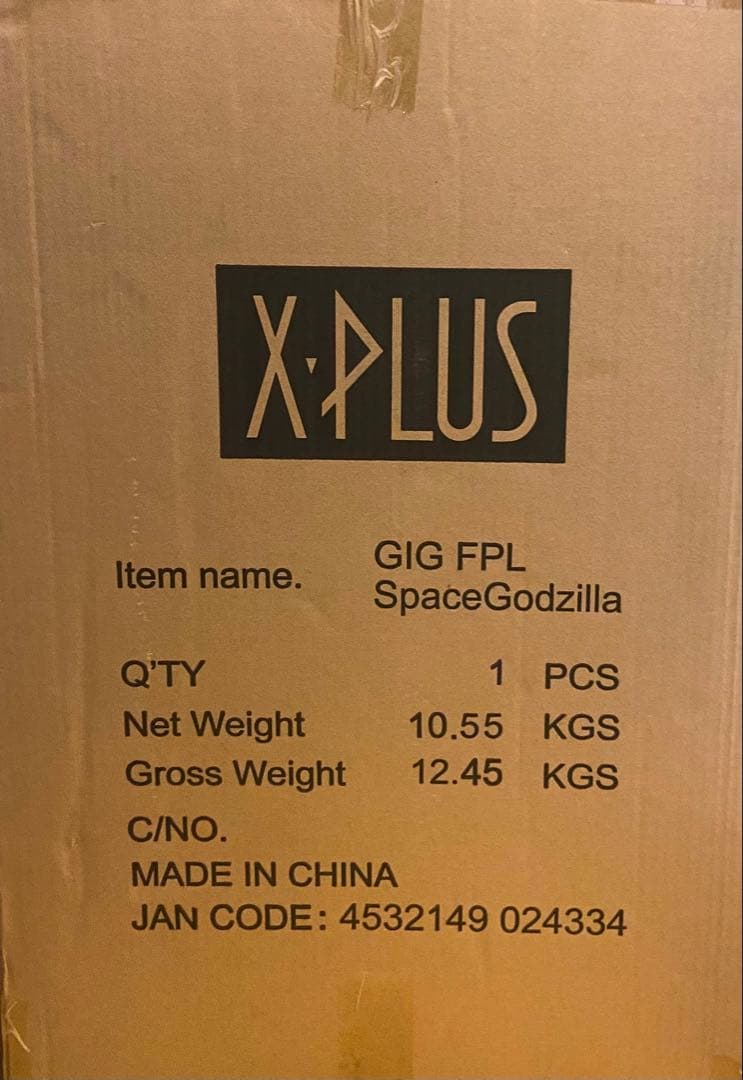 X·PLUS
Item name. GIG FPL
SpaceGodzilla
Q'TY 1 PCS
Net Weight 10.55 KGS
Gross Weight 12.45 KGS
C/NO.
MADE IN CHINA
JAN CODE: 4532149 024334